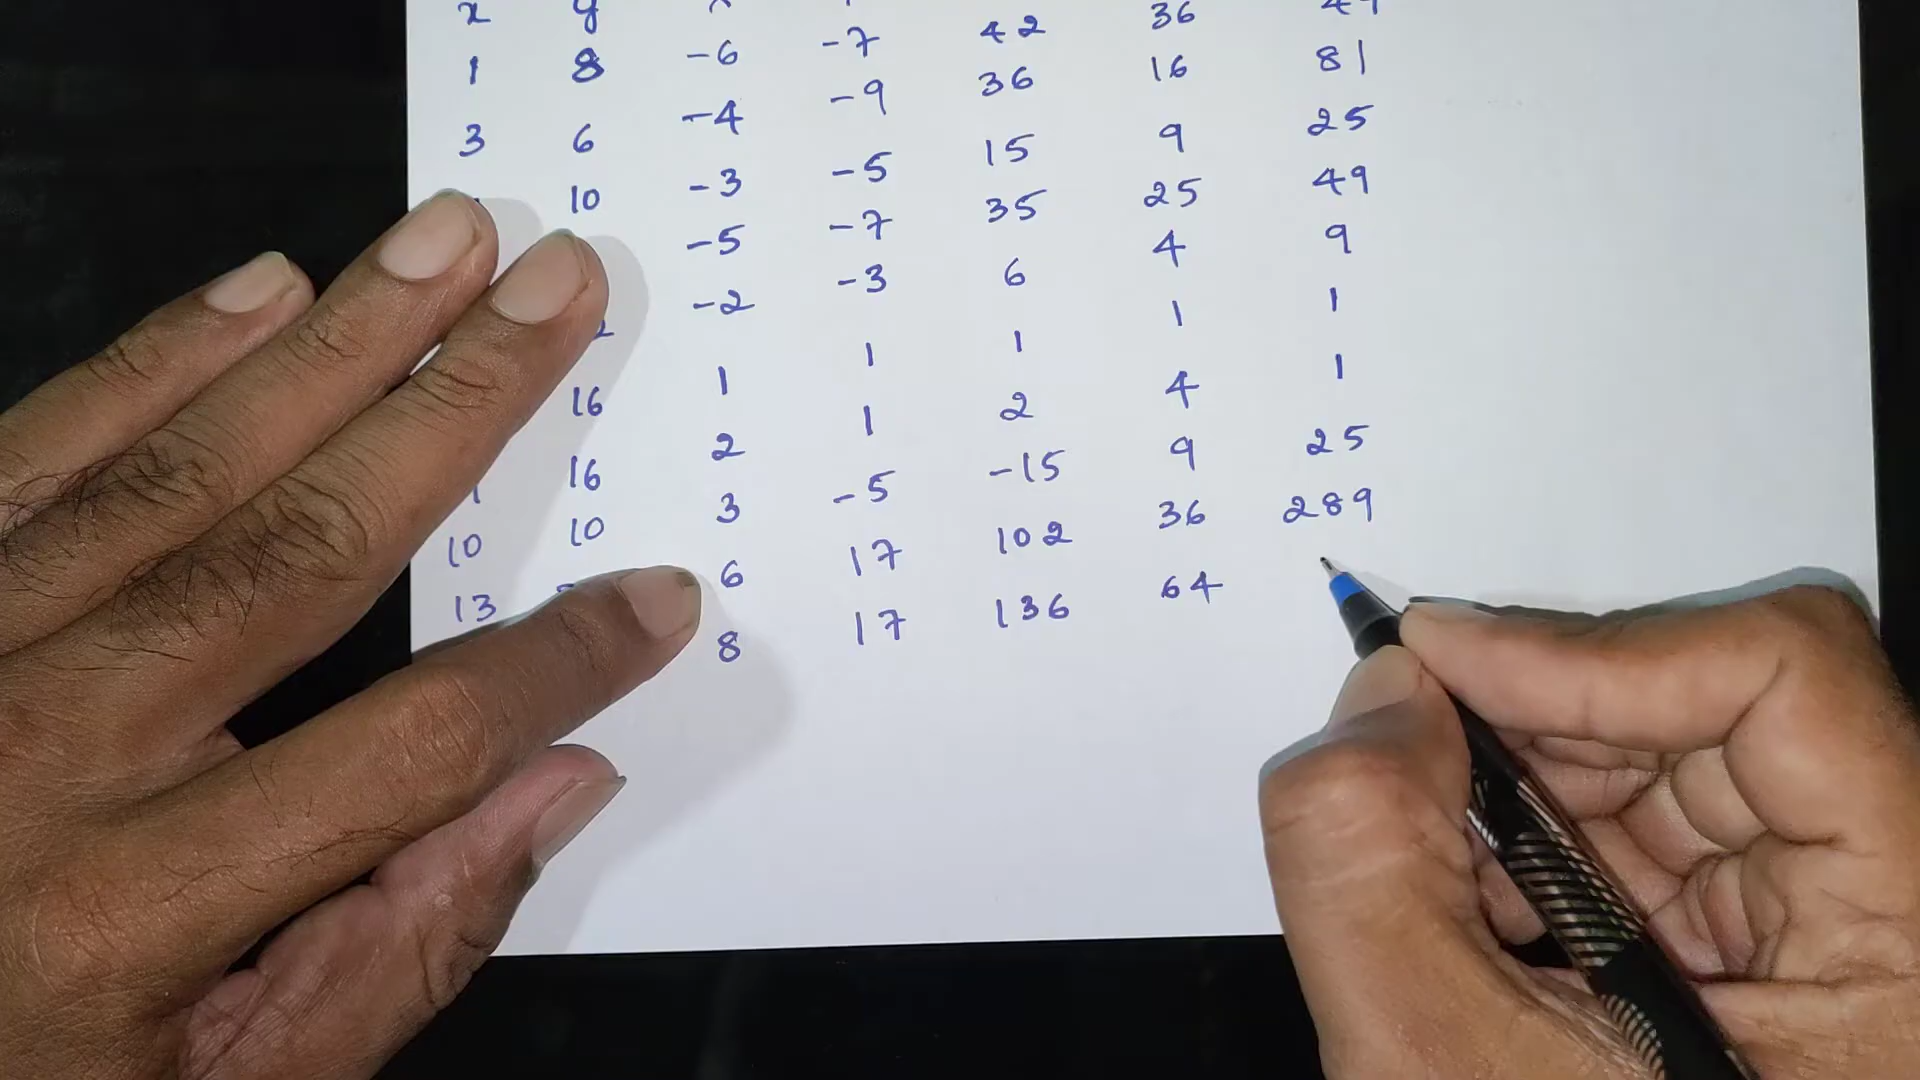 x y
1 8 -6 -7 42 36 49
3 6 -4 -9 36 16 81
10 -3 -5 15 9 25
-5 -7 35 25 49
-2 -3 6 4 9
16 1 1 1 1 1
16 2 1 2 4 1
10 10 3 -5 -15 9 25
13 6 17 102 36 289
8 17 136 64